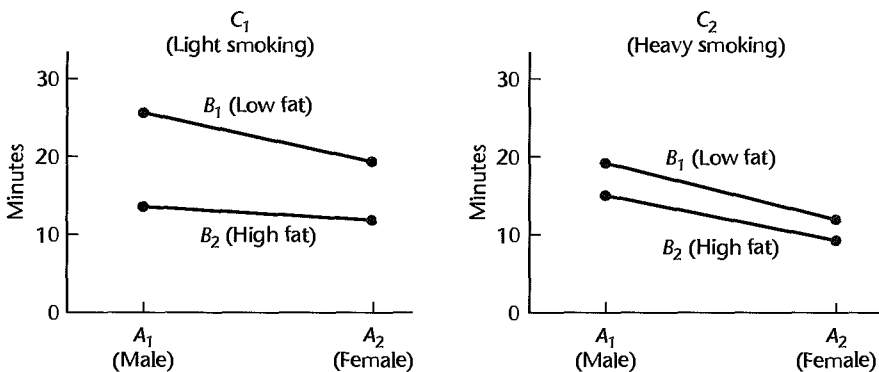 C₁
(Light smoking)
30
20
10
0
Minutes
B₁ (Low fat)
B₂ (High fat)
A₁
(Male)
A₂
(Female)
C₂
(Heavy smoking)
30
20
10
0
Minutes
B₁ (Low fat)
B₂ (High fat)
A₁
(Male)
A₂
(Female)